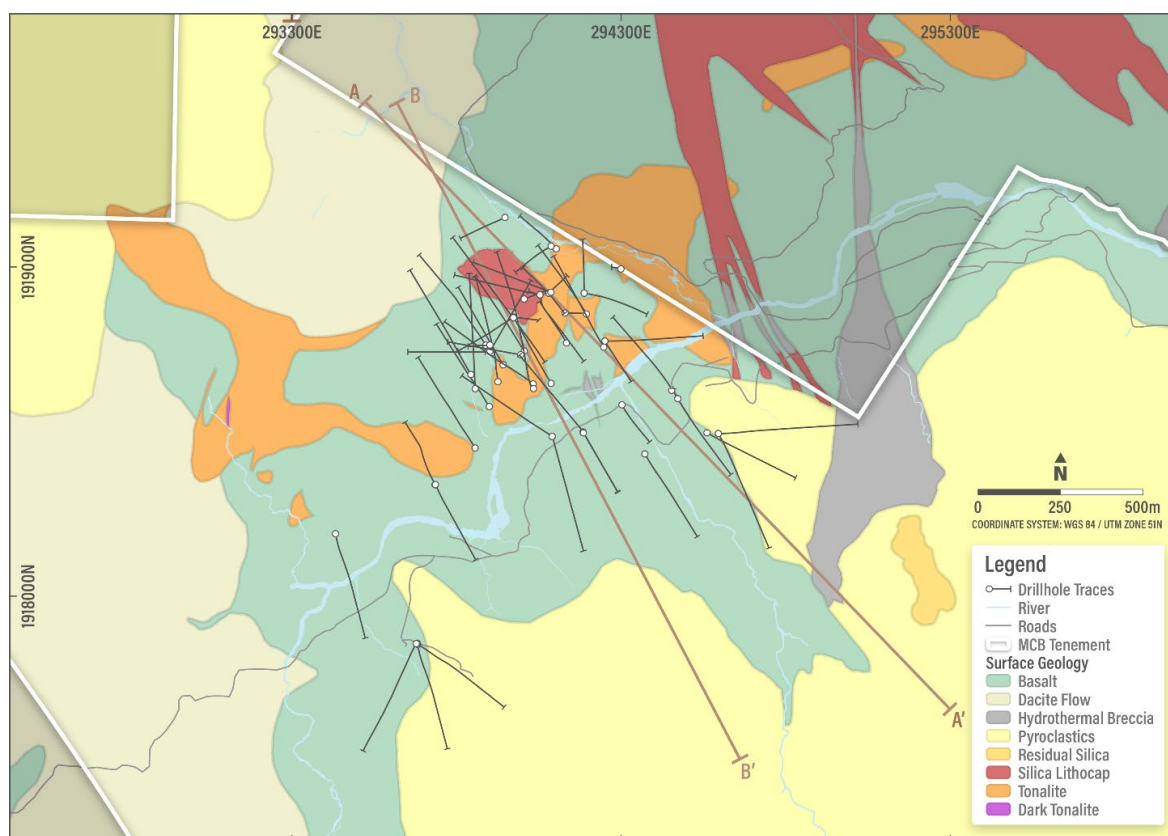 293300E
294300E
295300E
A
B
1919000N
1918000N
N
0 250 500m
COORDINATE SYSTEM: WGS 84 / UTM ZONE 51N
A'
B'
Legend
Drillhole Traces
River
Roads
MCB Tenement
Surface Geology
Basalt
Dacite Flow
Hydrothermal Breccia
Pyroclastics
Residual Silica
Silica Lithocap
Tonalite
Dark Tonalite